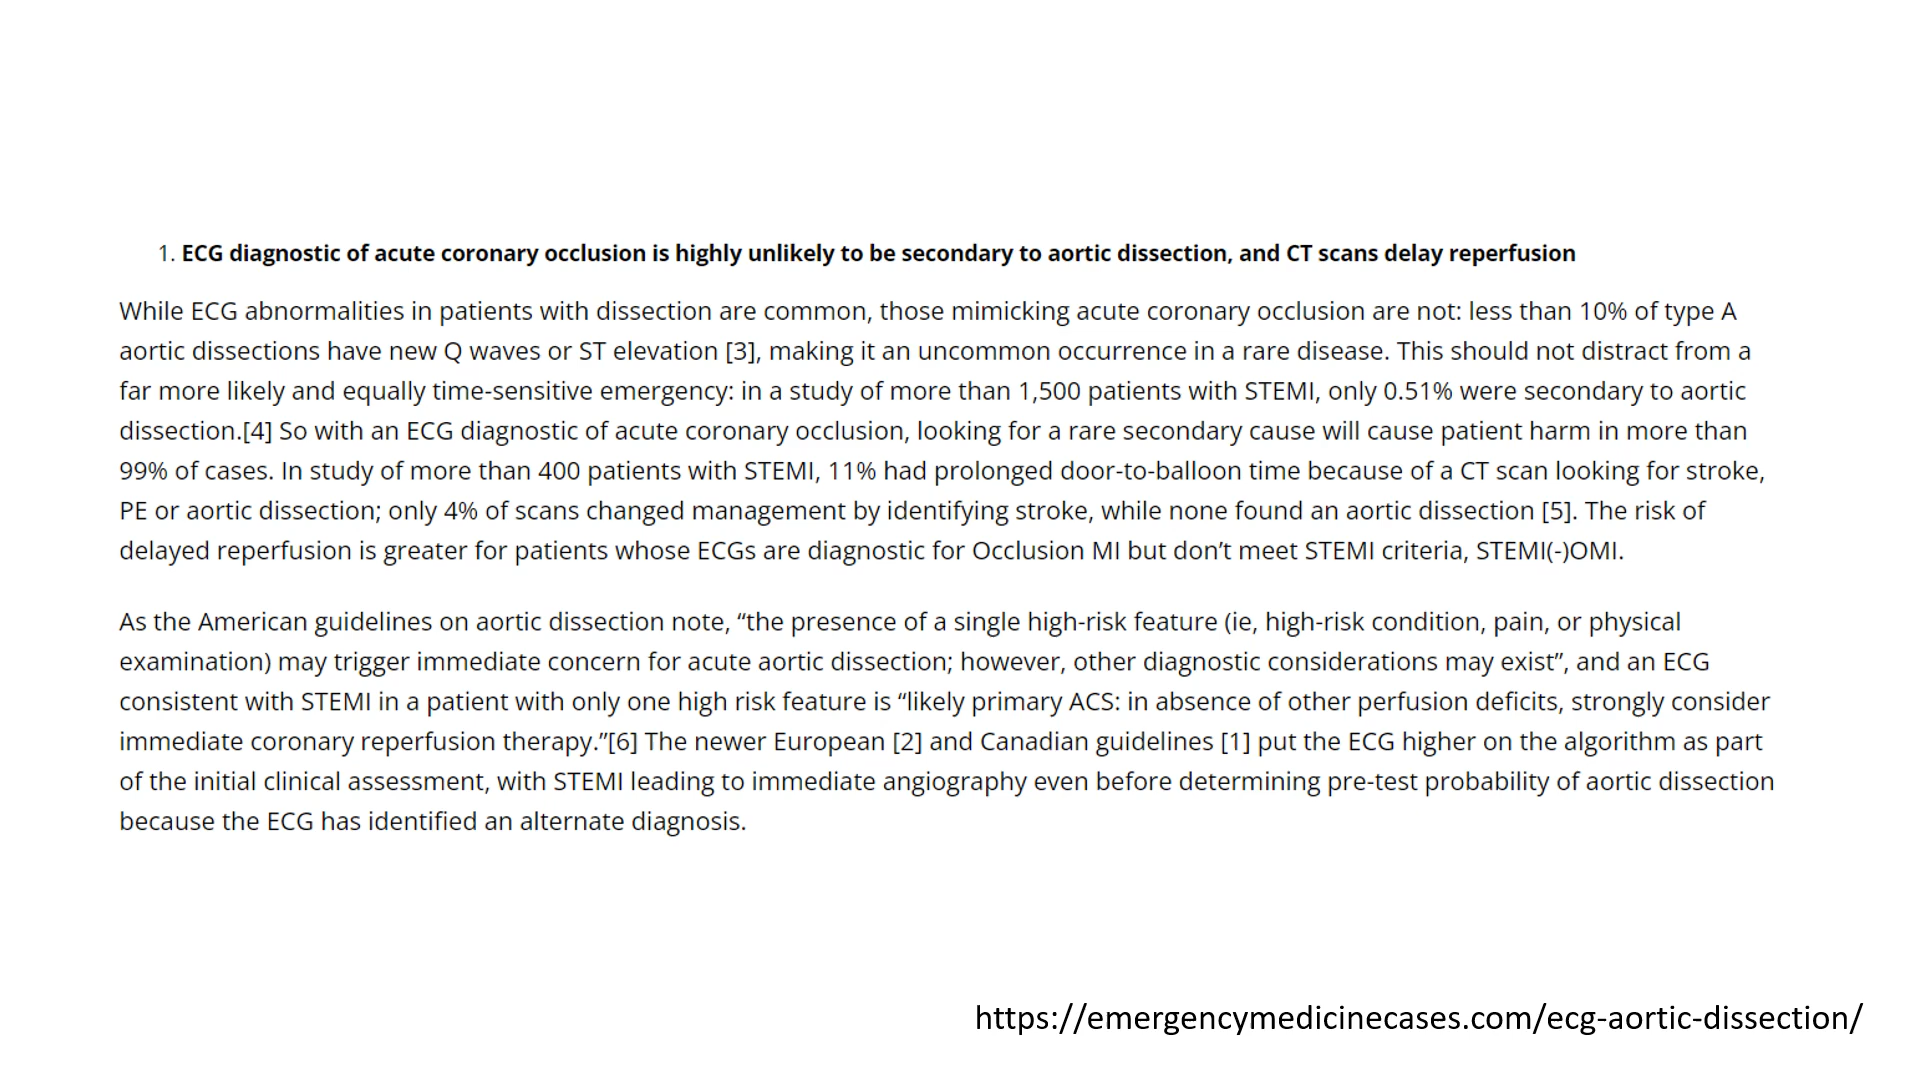 1. ECG diagnostic of acute coronary occlusion is highly unlikely to be secondary to aortic dissection, and CT scans delay reperfusion
While ECG abnormalities in patients with dissection are common, those mimicking acute coronary occlusion are not: less than 10% of type A
aortic dissections have new Q waves or ST elevation [3], making it an uncommon occurrence in a rare disease. This should not distract from a
far more likely and equally time-sensitive emergency: in a study of more than 1,500 patients with STEMI, only 0.51% were secondary to aortic
dissection.[4] So with an ECG diagnostic of acute coronary occlusion, looking for a rare secondary cause will cause patient harm in more than
99% of cases. In study of more than 400 patients with STEMI, 11% had prolonged door-to-balloon time because of a CT scan looking for stroke,
PE or aortic dissection; only 4% of scans changed management by identifying stroke, while none found an aortic dissection [5]. The risk of
delayed reperfusion is greater for patients whose ECGs are diagnostic for Occlusion MI but don’t meet STEMI criteria, STEMI(-)OMI.
As the American guidelines on aortic dissection note, “the presence of a single high-risk feature (ie, high-risk condition, pain, or physical
examination) may trigger immediate concern for acute aortic dissection; however, other diagnostic considerations may exist”, and an ECG
consistent with STEMI in a patient with only one high risk feature is “likely primary ACS: in absence of other perfusion deficits, strongly consider
immediate coronary reperfusion therapy.”[6] The newer European [2] and Canadian guidelines [1] put the ECG higher on the algorithm as part
of the initial clinical assessment, with STEMI leading to immediate angiography even before determining pre-test probability of aortic dissection
because the ECG has identified an alternate diagnosis.
https://emergencymedicinecases.com/ecg-aortic-dissection/